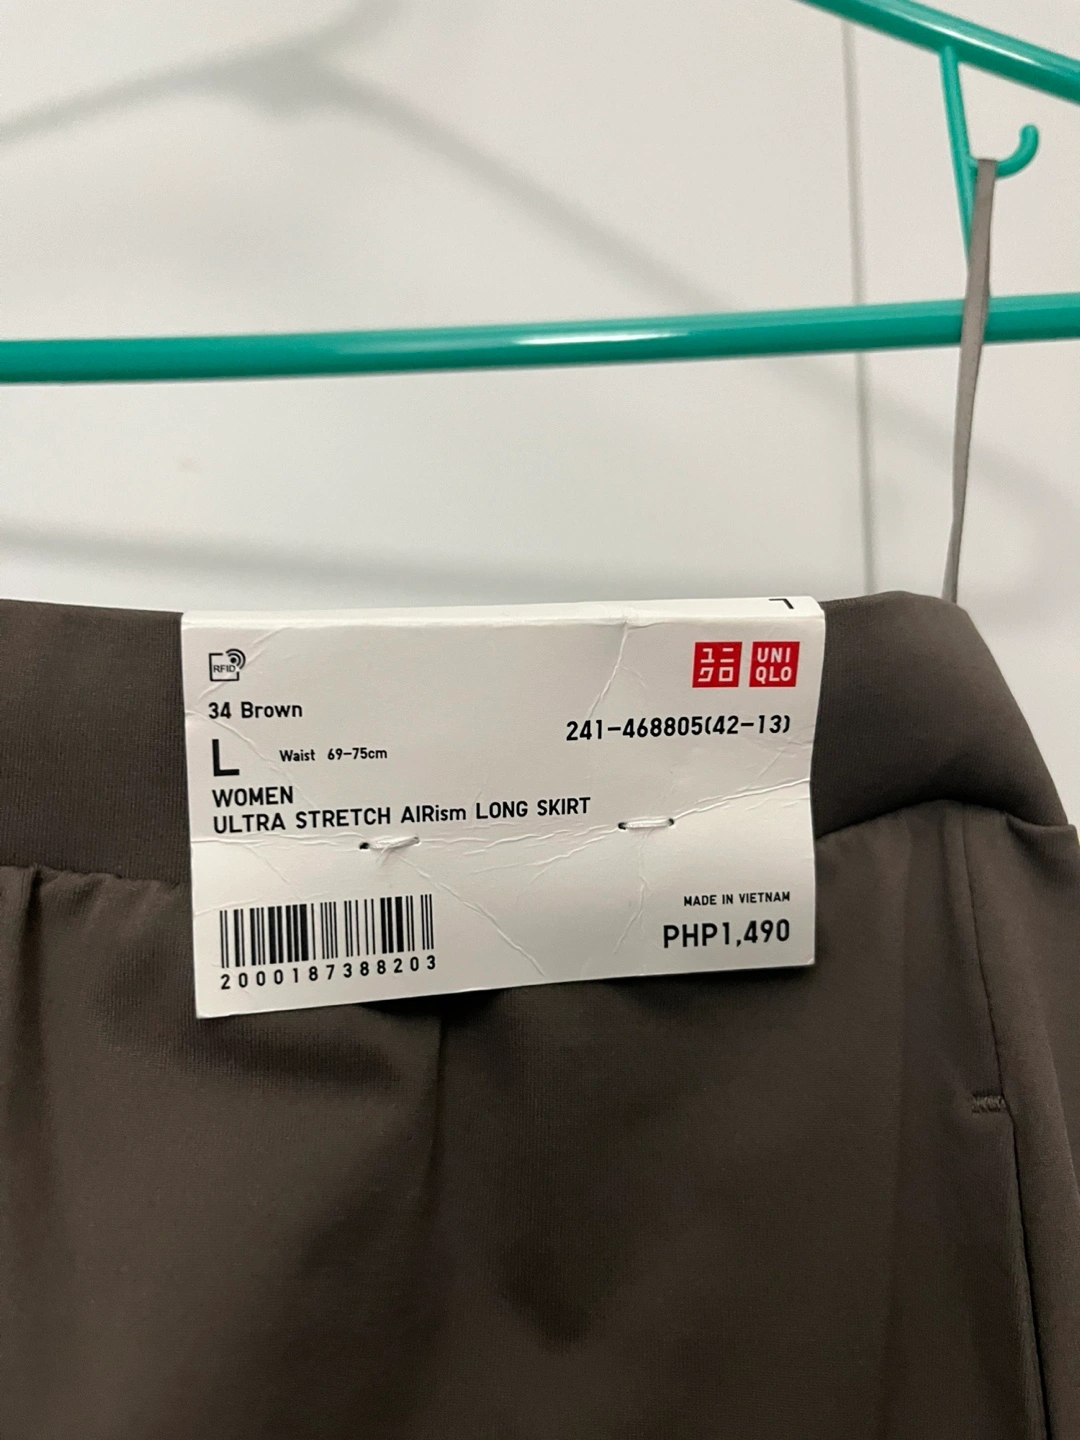 L
RFID
ユニ
クロ
UNI
QLO
34 Brown
241-468805(42-13)
L Waist 69-75cm
WOMEN
ULTRA STRETCH AIRism LONG SKIRT
MADE IN VIETNAM
PHP1,490
2000187388203